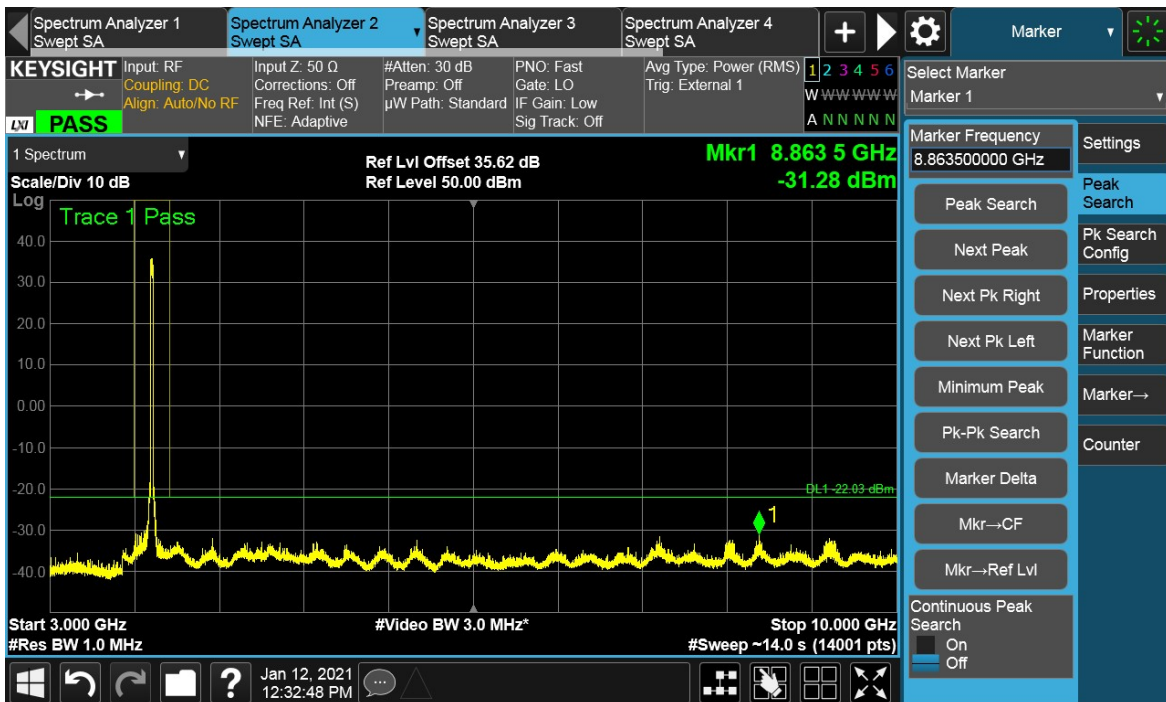 Spectrum Analyzer 1
Swept SA
Spectrum Analyzer 2
Swept SA
Spectrum Analyzer 3
Swept SA
Spectrum Analyzer 4
Swept SA
+
Marker
KEYSIGHT
LXI PASS
Input: RF
Coupling: DC
Align: Auto/No RF
Input Z: 50 Ω
Corrections: Off
Freq Ref: Int (S)
NFE: Adaptive
#Atten: 30 dB
Preamp: Off
µW Path: Standard
PNO: Fast
Gate: LO
IF Gain: Low
Sig Track: Off
Avg Type: Power (RMS)
Trig: External 1
1 2 3 4 5 6
W W W W W W
A N N N N N
Select Marker
Marker 1
1 Spectrum
Scale/Div 10 dB
Log
Ref Lvl Offset 35.62 dB
Ref Level 50.00 dBm
Mkr1 8.863 5 GHz
-31.28 dBm
Trace 1 Pass
40.0
30.0
20.0
10.0
0.00
-10.0
-20.0
-30.0
-40.0
DL1 -22.03 dBm
1
Start 3.000 GHz
#Res BW 1.0 MHz
#Video BW 3.0 MHz*
Stop 10.000 GHz
#Sweep ~14.0 s (14001 pts)
Marker Frequency
8.863500000 GHz
Peak Search
Next Peak
Next Pk Right
Next Pk Left
Minimum Peak
Pk-Pk Search
Marker Delta
Mkr→CF
Mkr→Ref Lvl
Continuous Peak
Search
On
Off
Settings
Peak
Search
Pk Search
Config
Properties
Marker
Function
Marker→
Counter
?
Jan 12, 2021
12:32:48 PM